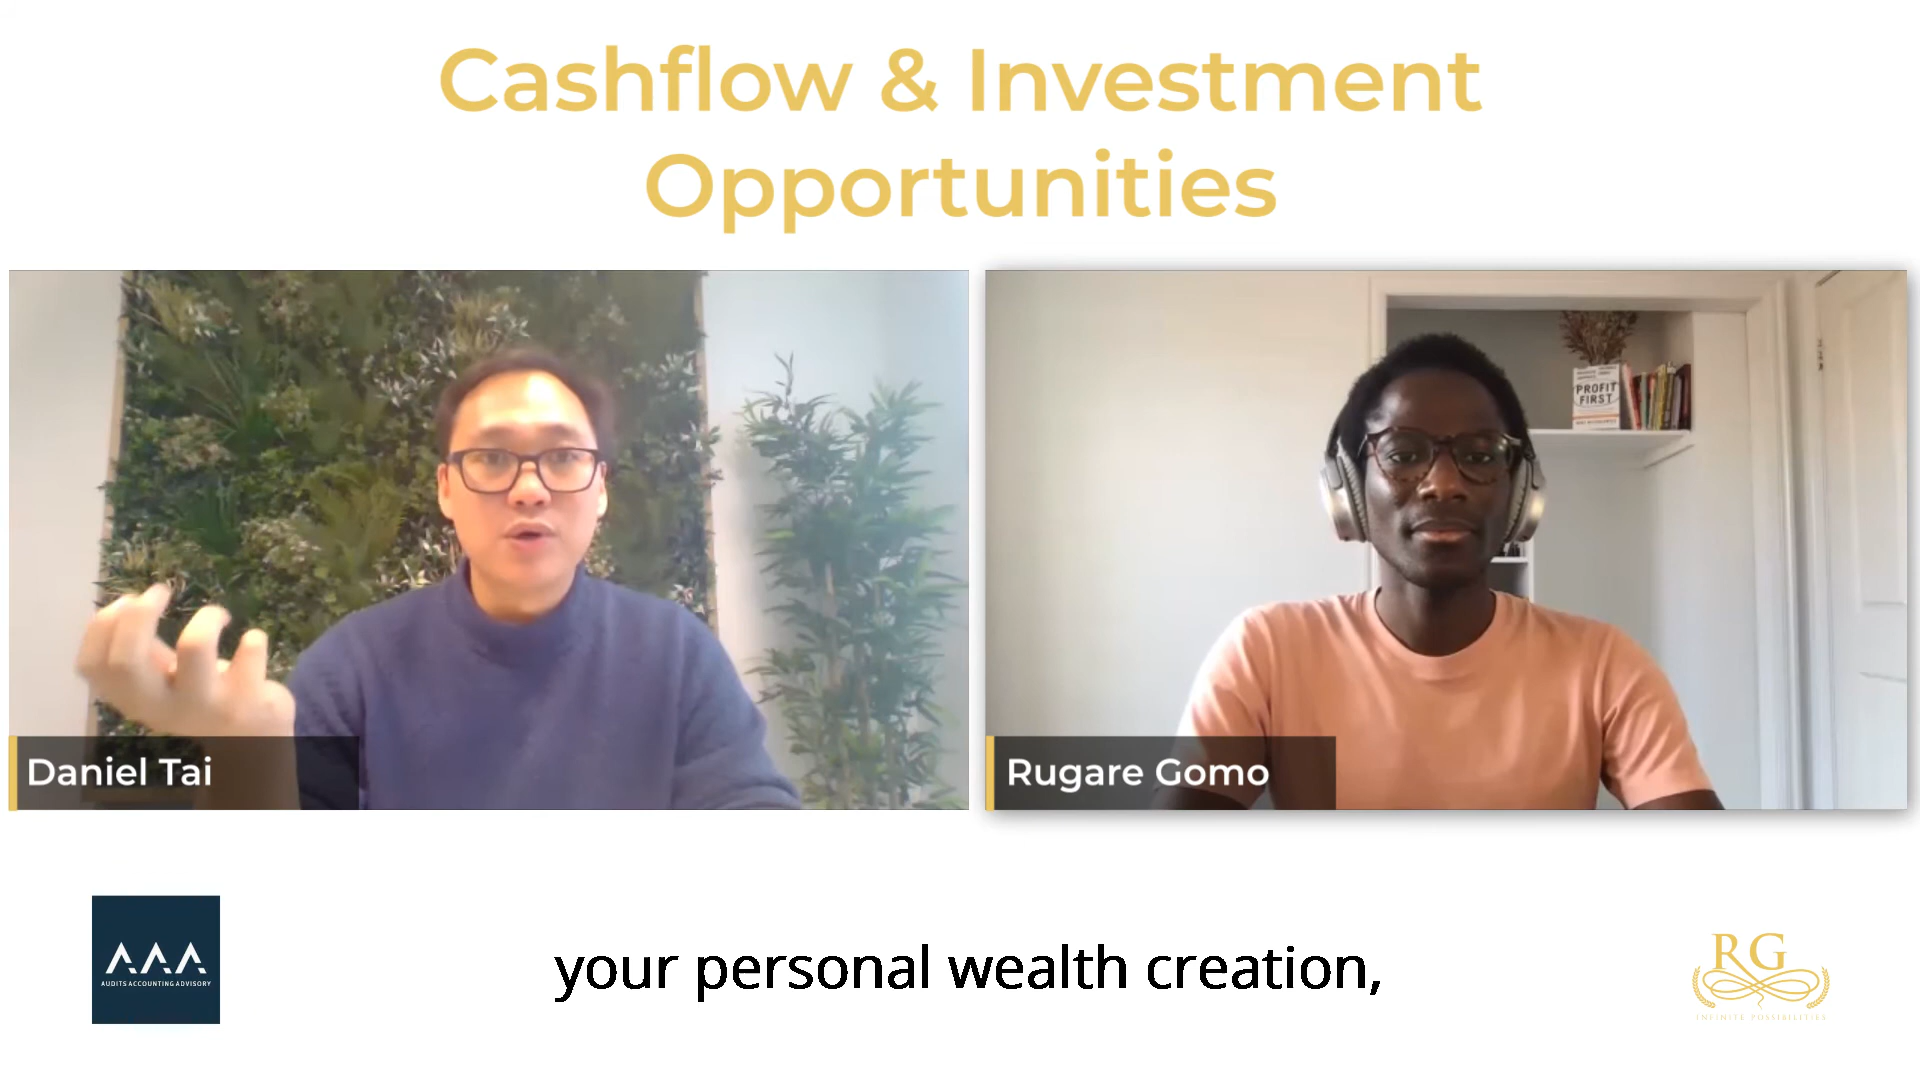 Cashflow & Investment
Opportunities
PROFIT
FIRST
Daniel Tai
Rugare Gomo
AAA
AUDITS ACCOUNTING ADVISORY
your personal wealth creation,
RG
INFINITE POSSIBILITIES